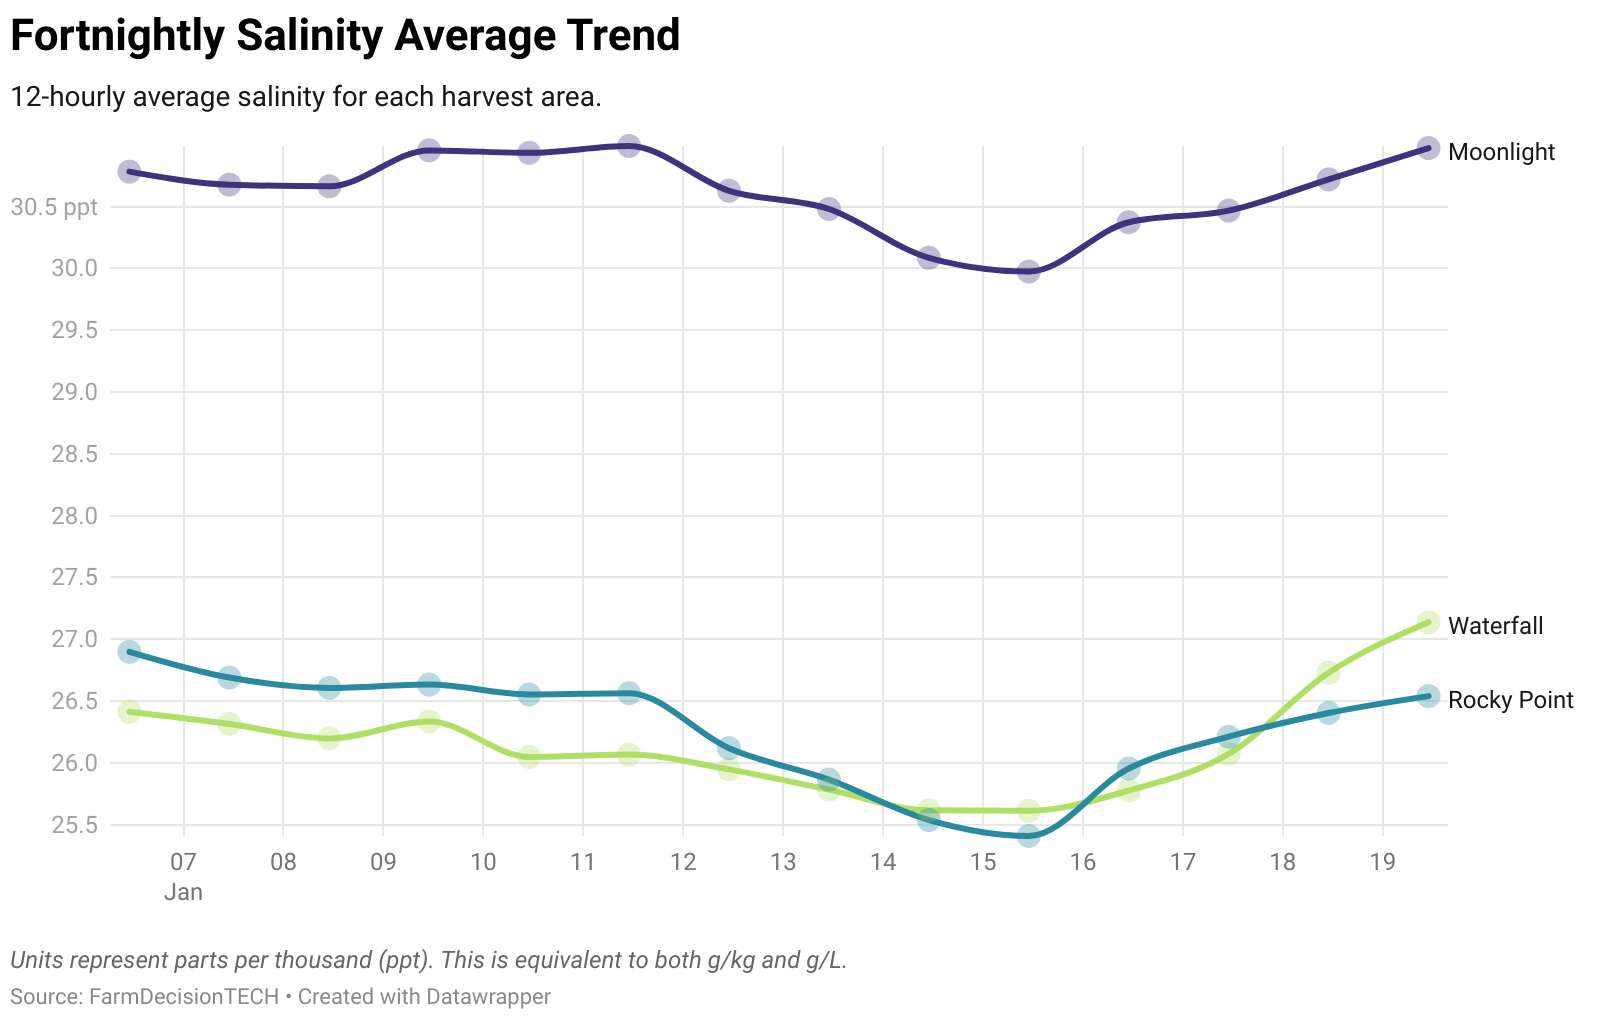 Fortnightly Salinity Average Trend
12-hourly average salinity for each harvest area.
Moonlight
30.5 ppt
30.0
29.5
29.0
28.5
28.0
27.5
27.0
Waterfall
26.5
Rocky Point
26.0
25.5
07 08 09 10 11 12 13 14 15 16 17 18 19
Jan
Units represent parts per thousand (ppt). This is equivalent to both g/kg and g/L.
Source: FarmDecisionTECH • Created with Datawrapper